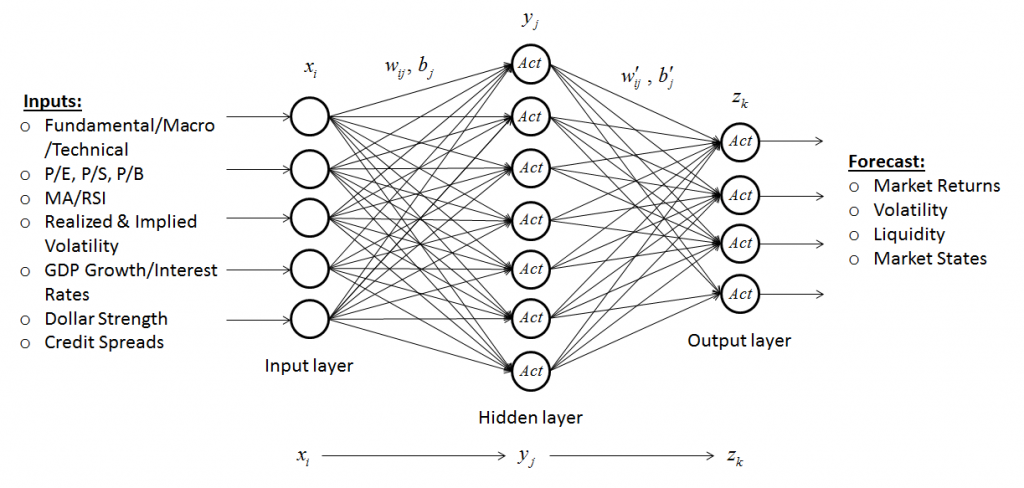 y_j
x_i
w_ij, b_j
w'_ij , b'_j
z_k
Inputs:
o Fundamental/Macro
/Technical
o P/E, P/S, P/B
o MA/RSI
o Realized & Implied
Volatility
o GDP Growth/Interest
Rates
o Dollar Strength
o Credit Spreads
Act
Act
Act
Act
Act
Act
Act
Act
Act
Act
Act
Forecast:
o Market Returns
o Volatility
o Liquidity
o Market States
Input layer
Hidden layer
Output layer
x_i y_j z_k